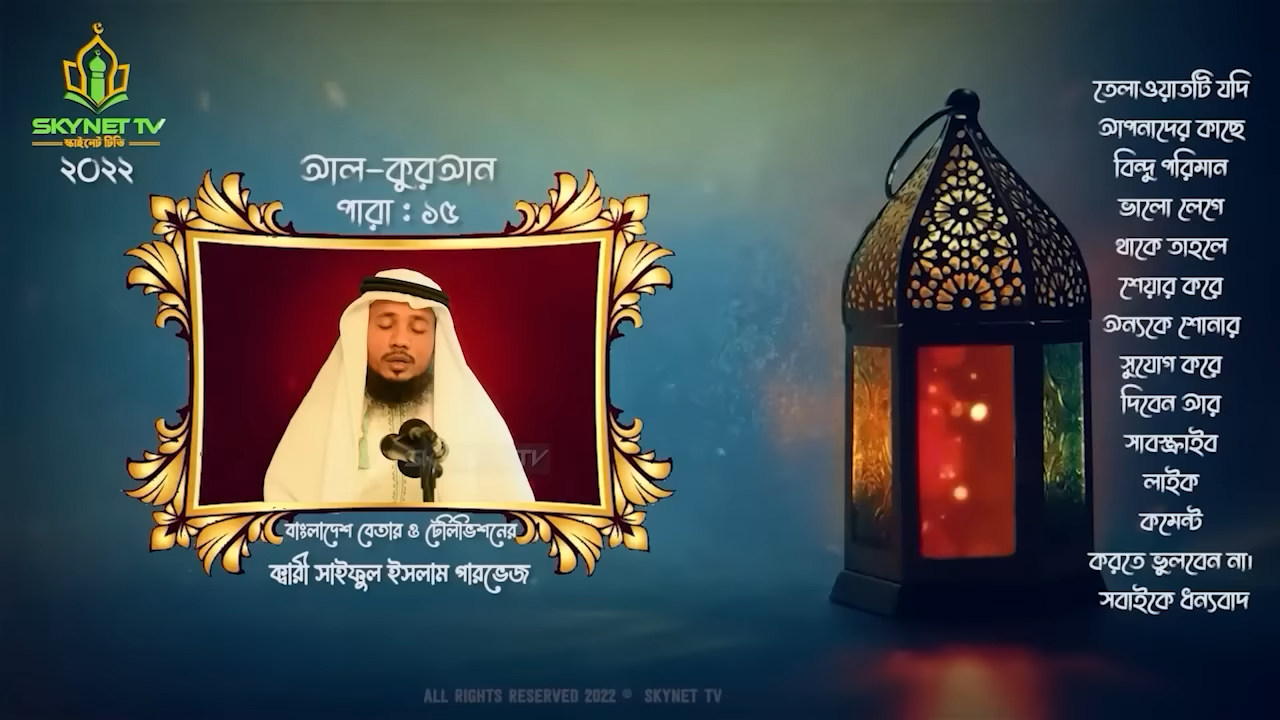 SKYNET TV
স্কাইনেট টিভি
২০২২
আল-কুরআন
পারা : ১৫
SKYNET TV
বাংলাদেশ বেতার ও টেলিভিশনের
ক্বারী সাইফুল ইসলাম পারভেজ
তেলাওয়াতটি যদি
আপনাদের কাছে
বিন্দু পরিমান
ভালো লেগে
থাকে তাহলে
শেয়ার করে
অন্যকে শোনার
সুযোগ করে
দিবেন আর
সাবস্ক্রাইব
লাইক
কমেন্ট
করতে ভুলবেন না।
সবাইকে ধন্যবাদ
ALL RIGHTS RESERVED 2022 © SKYNET TV